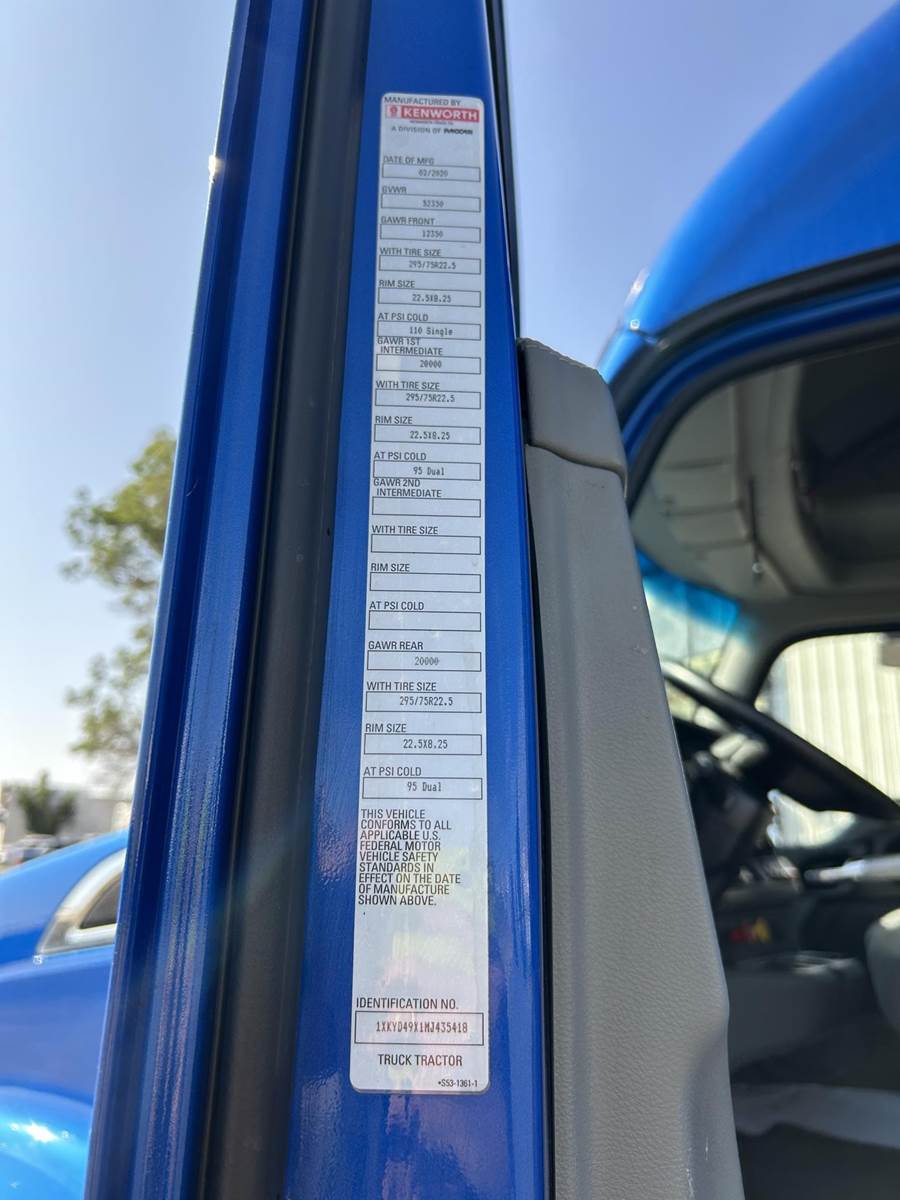 MANUFACTURED BY
KENWORTH
A DIVISION OF PACCAR
DATE OF MFG
02/2020
GVWR
52350
GAWR FRONT
12350
WITH TIRE SIZE
295/75R22.5
RIM SIZE
22.5X8.25
AT PSI COLD
110 Single
GAWR 1ST
INTERMEDIATE
20000
WITH TIRE SIZE
295/75R22.5
RIM SIZE
22.5X8.25
AT PSI COLD
95 Dual
GAWR 2ND
INTERMEDIATE
WITH TIRE SIZE
RIM SIZE
AT PSI COLD
GAWR REAR
20000
WITH TIRE SIZE
295/75R22.5
RIM SIZE
22.5X8.25
AT PSI COLD
95 Dual
THIS VEHICLE
CONFORMS TO ALL
APPLICABLE U.S.
FEDERAL MOTOR
VEHICLE SAFETY
STANDARDS IN
EFFECT ON THE DATE
OF MANUFACTURE
SHOWN ABOVE.
IDENTIFICATION NO.
1XKYD49X1MJ435418
TRUCK TRACTOR
•S53-1361-1